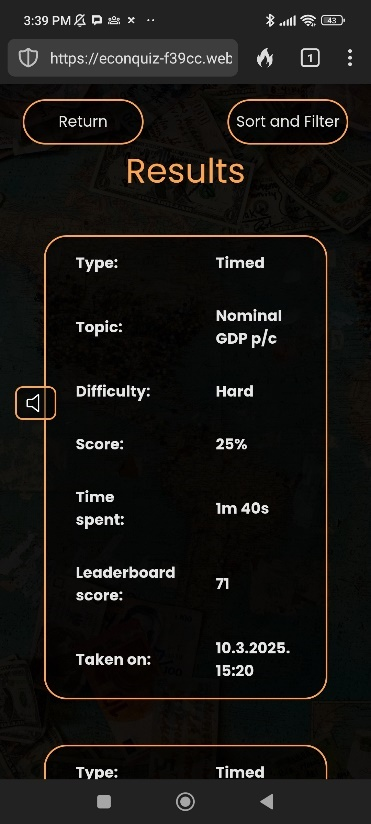 3:39 PM
43
https://econquiz-f39cc.web
1
Return
Sort and Filter
Results
Type: Timed
Topic: Nominal
GDP p/c
Difficulty: Hard
Score: 25%
Time
spent: 1m 40s
Leaderboard
score: 71
Taken on: 10.3.2025.
15:20
Type: Timed